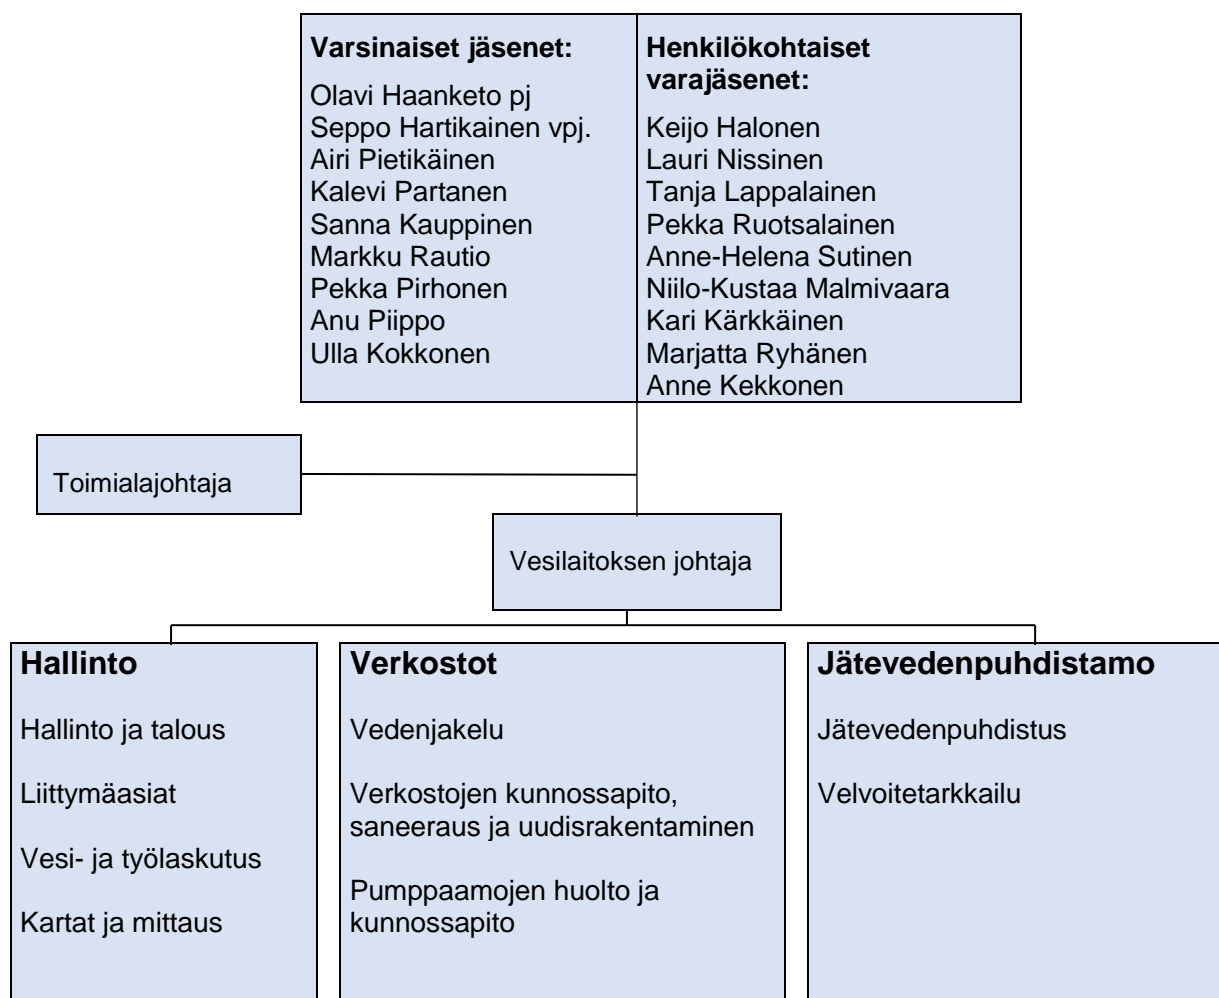 Varsinaiset jäsenet:
Olavi Haanketo pj
Seppo Hartikainen vpj.
Airi Pietikäinen
Kalevi Partanen
Sanna Kauppinen
Markku Rautio
Pekka Pirhonen
Anu Piippo
Ulla Kokkonen
Henkilökohtaiset
varajäsenet:
Keijo Halonen
Lauri Nissinen
Tanja Lappalainen
Pekka Ruotsalainen
Anne-Helena Sutinen
Niilo-Kustaa Malmivaara
Kari Kärkkäinen
Marjatta Ryhänen
Anne Kekkonen
Toimialajohtaja
Vesilaitoksen johtaja
Hallinto
Hallinto ja talous
Liittymäasiat
Vesi- ja työlaskutus
Kartat ja mittaus
Verkostot
Vedenjakelu
Verkostojen kunnossapito,
saneeraus ja uudisrakentaminen
Pumppaamojen huolto ja
kunnossapito
Jätevedenpuhdistamo
Jätevedenpuhdistus
Velvoitetarkkailu